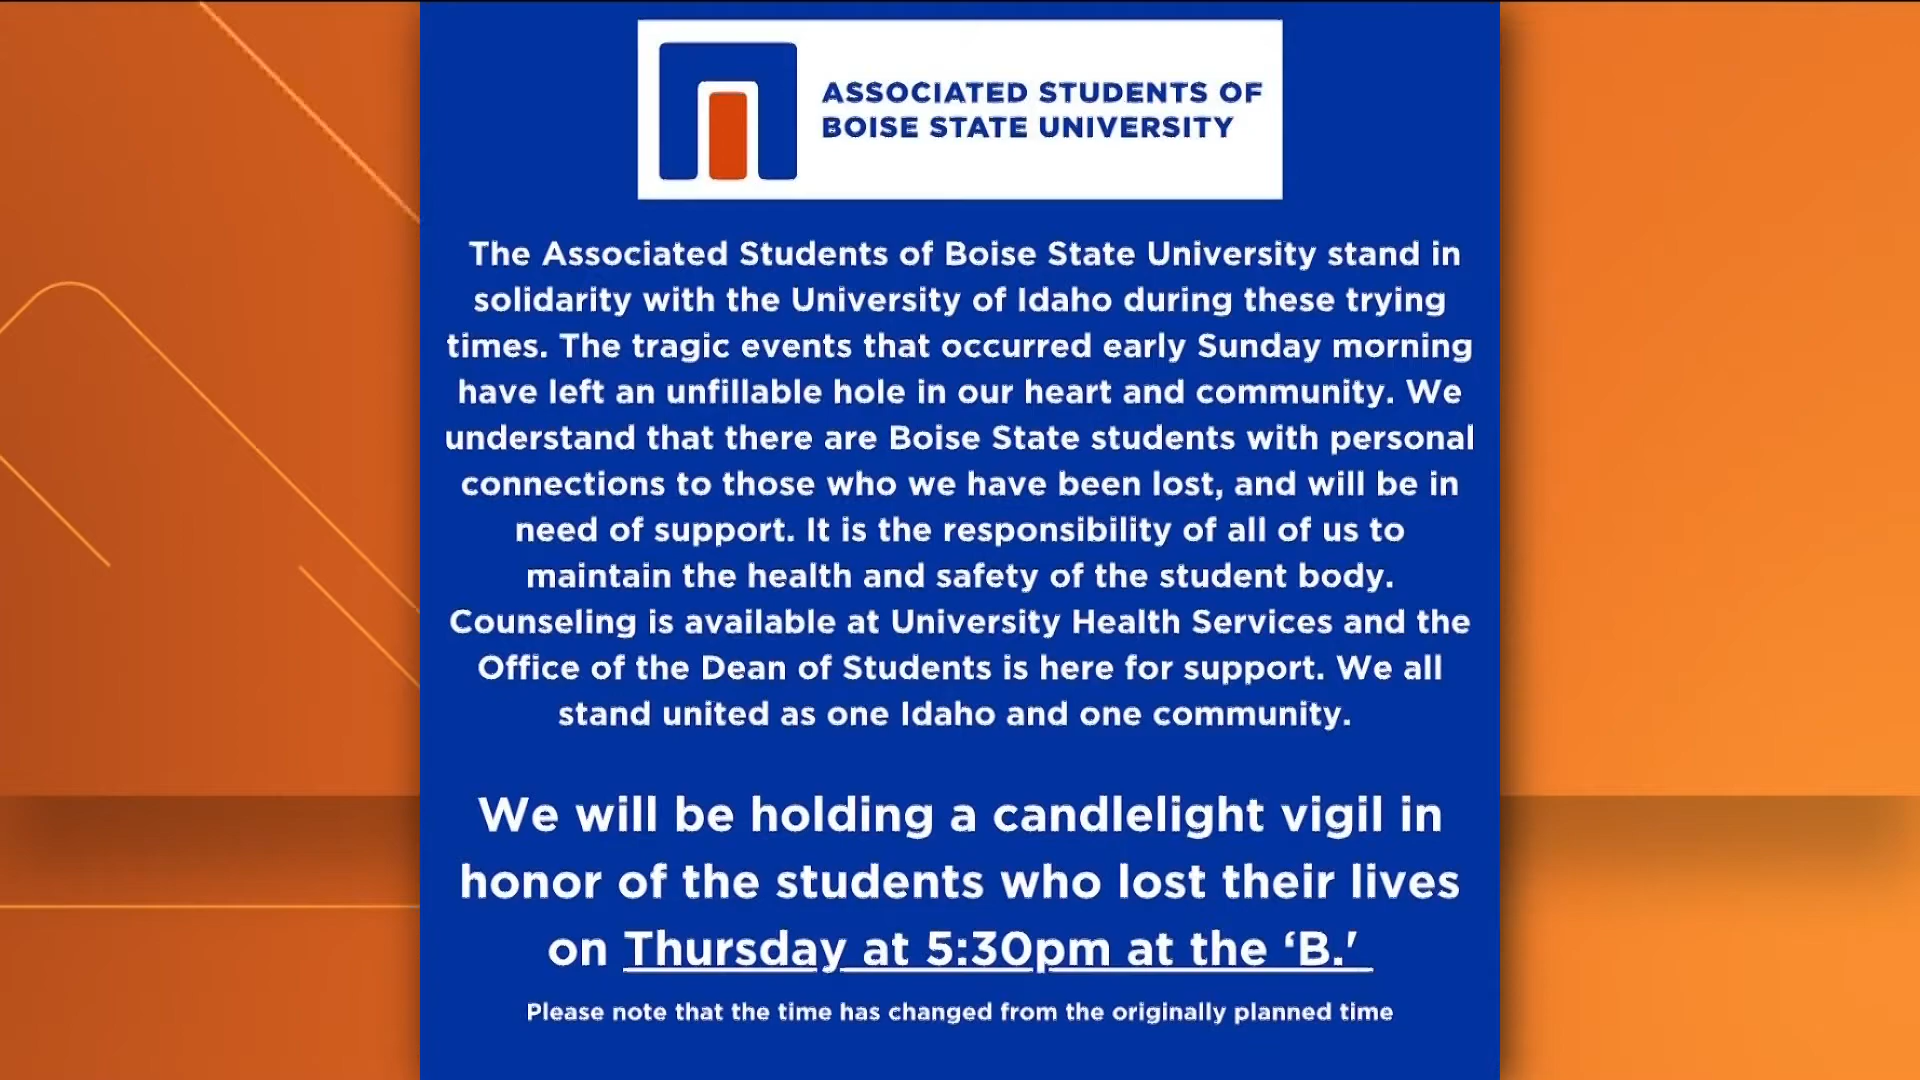 ASSOCIATED STUDENTS OF
BOISE STATE UNIVERSITY
The Associated Students of Boise State University stand in
solidarity with the University of Idaho during these trying
times. The tragic events that occurred early Sunday morning
have left an unfillable hole in our heart and community. We
understand that there are Boise State students with personal
connections to those who we have been lost, and will be in
need of support. It is the responsibility of all of us to
maintain the health and safety of the student body.
Counseling is available at University Health Services and the
Office of the Dean of Students is here for support. We all
stand united as one Idaho and one community.
We will be holding a candlelight vigil in
honor of the students who lost their lives
on Thursday at 5:30pm at the ‘B.'
Please note that the time has changed from the originally planned time